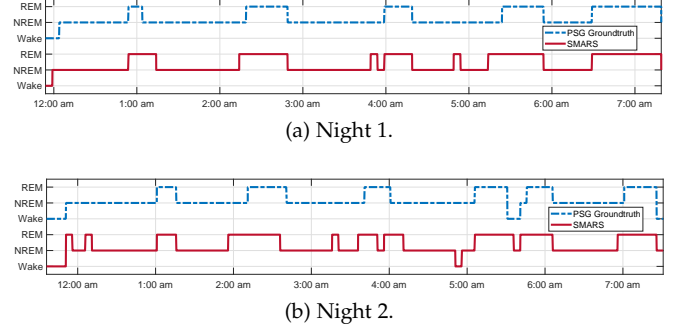 REM
NREM
Wake
PSG Groundtruth
REM
SMARS
NREM
Wake
12:00 am 1:00 am 2:00 am 3:00 am 4:00 am 5:00 am 6:00 am 7:00 am
(a) Night 1.
REM
NREM
Wake
PSG Groundtruth
REM
SMARS
NREM
Wake
12:00 am 1:00 am 2:00 am 3:00 am 4:00 am 5:00 am 6:00 am 7:00 am
(b) Night 2.